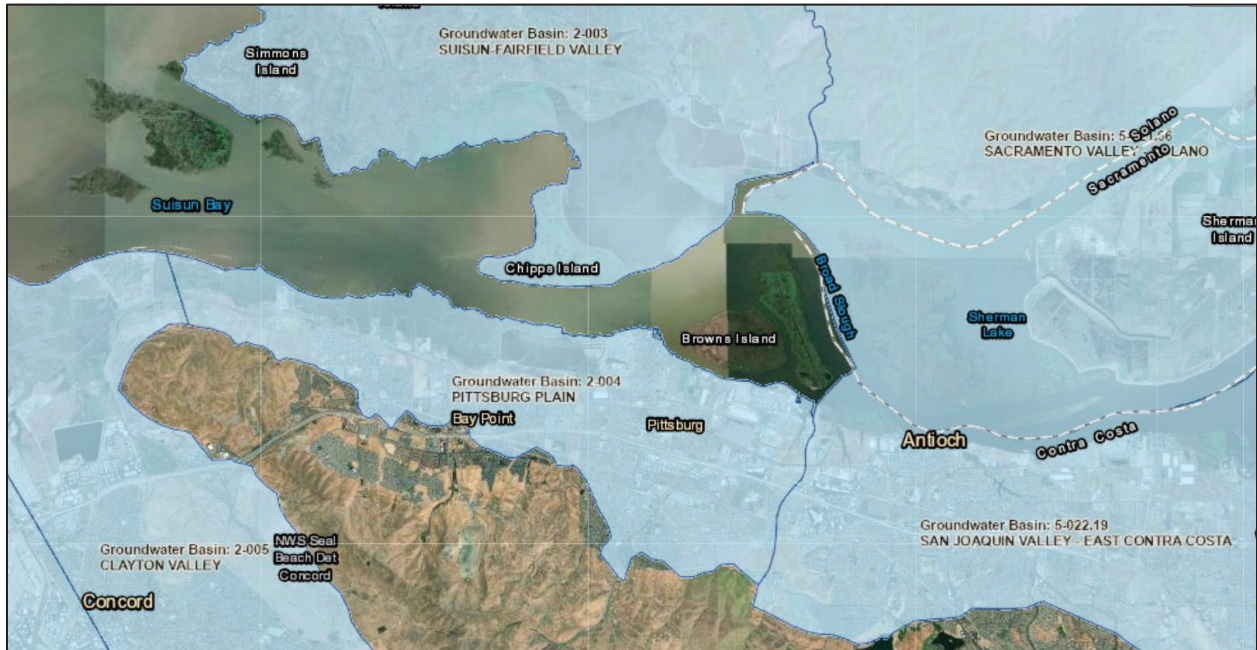 Island
Groundwater Basin: 2-003
SUISUN-FAIRFIELD VALLEY
Simmons
Island
Solano
Groundwater Basin:
SACRAMENTO VALLEY
Sacramento
Suisun Bay
Sherman
Island
Chipps Island
Broad Slough
Sherman
Lake
Browns Island
Groundwater Basin: 2-004
PITTSBURG PLAIN
Bay Point
Pittsburg
Antioch
Contra Costa
Groundwater Basin: 5-022.19
SAN JOAQUIN VALLEY - EAST CONTRA COSTA
Groundwater Basin: 2-005
CLAYTON VALLEY
NWS Seal
Beach Det
Concord
Concord